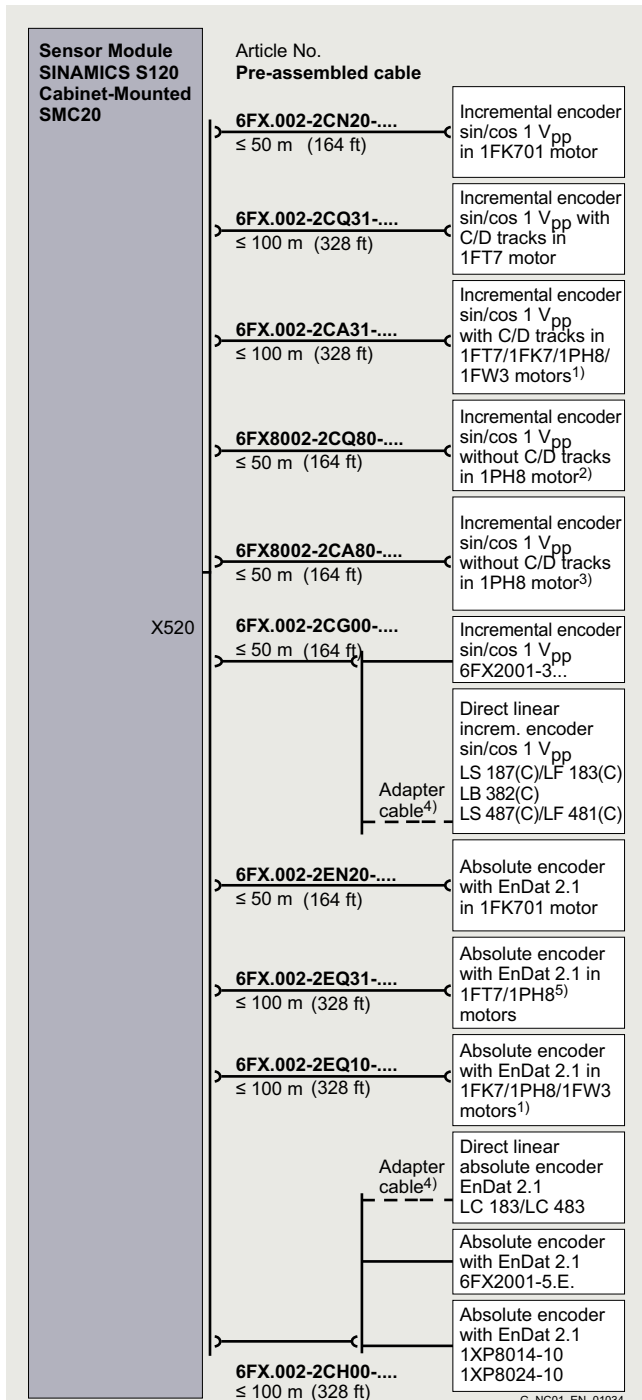 Sensor Module
SINAMICS S120
Cabinet-Mounted
SMC20
Article No.
Pre-assembled cable
6FX.002-2CN20-....
≤ 50 m (164 ft)
Incremental encoder
sin/cos 1 Vpp
in 1FK701 motor
6FX.002-2CQ31-....
≤ 100 m (328 ft)
Incremental encoder
sin/cos 1 Vpp with
C/D tracks in
1FT7 motor
6FX.002-2CA31-....
≤ 100 m (328 ft)
Incremental encoder
sin/cos 1 Vpp
with C/D tracks in
1FT7/1FK7/1PH8/
1FW3 motors1)
6FX8002-2CQ80-....
≤ 50 m (164 ft)
Incremental encoder
sin/cos 1 Vpp
without C/D tracks
in 1PH8 motor2)
6FX8002-2CA80-....
≤ 50 m (164 ft)
Incremental encoder
sin/cos 1 Vpp
without C/D tracks
in 1PH8 motor3)
X520
6FX.002-2CG00-....
≤ 50 m (164 ft)
Incremental encoder
sin/cos 1 Vpp
6FX2001-3...
Adapter
cable4)
Direct linear
increm. encoder
sin/cos 1 Vpp
LS 187(C)/LF 183(C)
LB 382(C)
LS 487(C)/LF 481(C)
6FX.002-2EN20-....
≤ 50 m (164 ft)
Absolute encoder
with EnDat 2.1
in 1FK701 motor
6FX.002-2EQ31-....
≤ 100 m (328 ft)
Absolute encoder
with EnDat 2.1 in
1FT7/1PH85)
motors
6FX.002-2EQ10-....
≤ 100 m (328 ft)
Absolute encoder
with EnDat 2.1 in
1FK7/1PH8/1FW3
motors1)
Adapter
cable4)
Direct linear
absolute encoder
EnDat 2.1
LC 183/LC 483
Absolute encoder
with EnDat 2.1
6FX2001-5.E.
Absolute encoder
with EnDat 2.1
1XP8014-10
1XP8024-10
6FX.002-2CH00-....
≤ 100 m (328 ft)
G_NC01_EN_01034